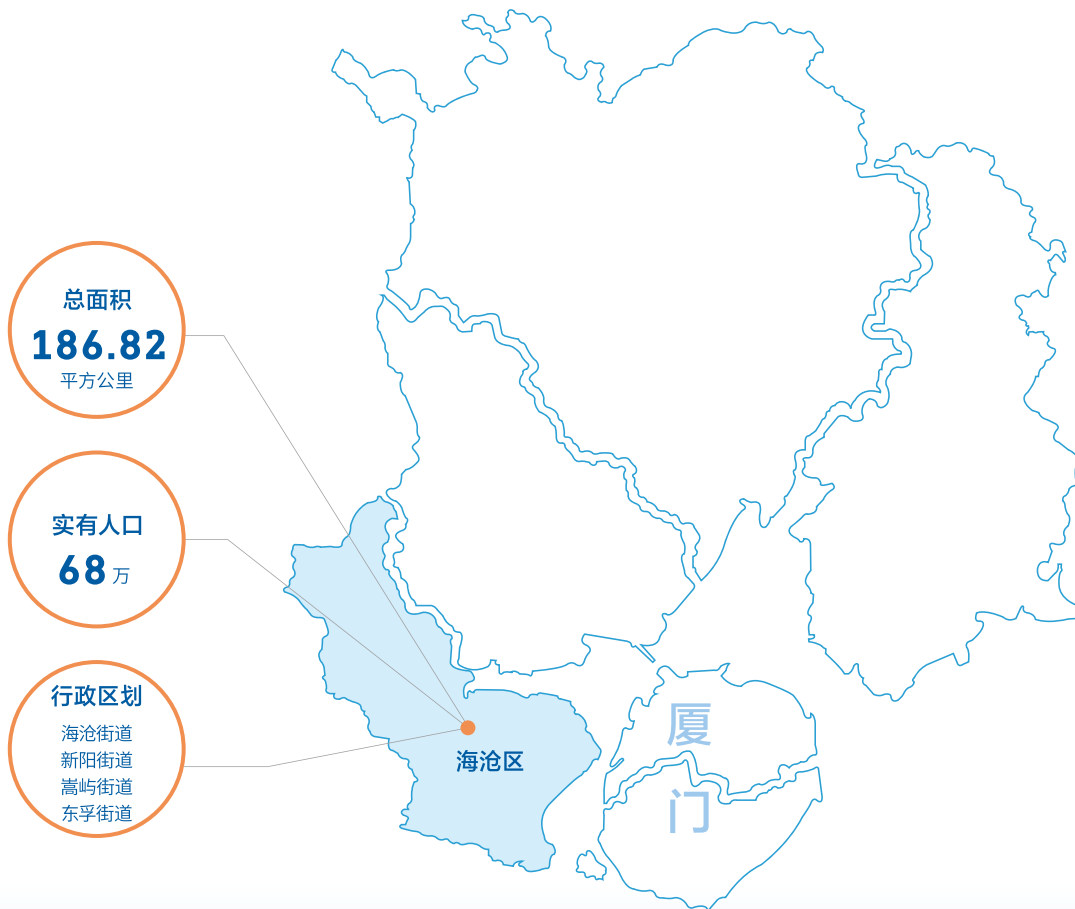 总面积
186.82
平方公里
实有人口
68 万
行政区划
海沧街道
新阳街道
嵩屿街道
东孚街道
海沧区
厦
门